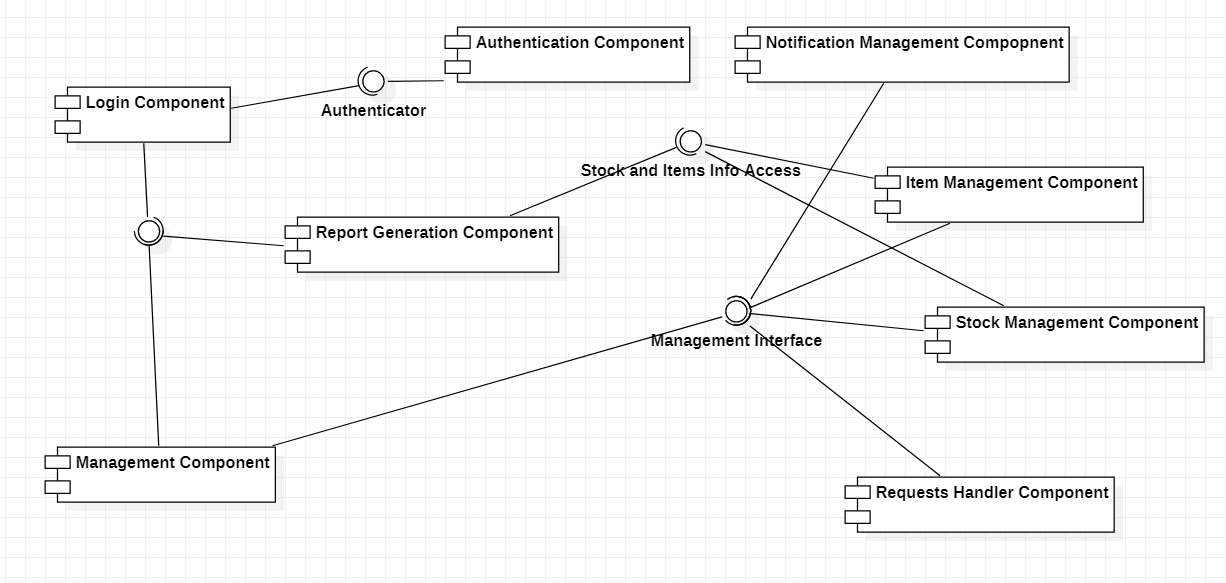 Authentication Component
Notification Management Compopnent
Login Component
Authenticator
Stock and Items Info Access
Item Management Component
Report Generation Component
Stock Management Component
Management Interface
Management Component
Requests Handler Component